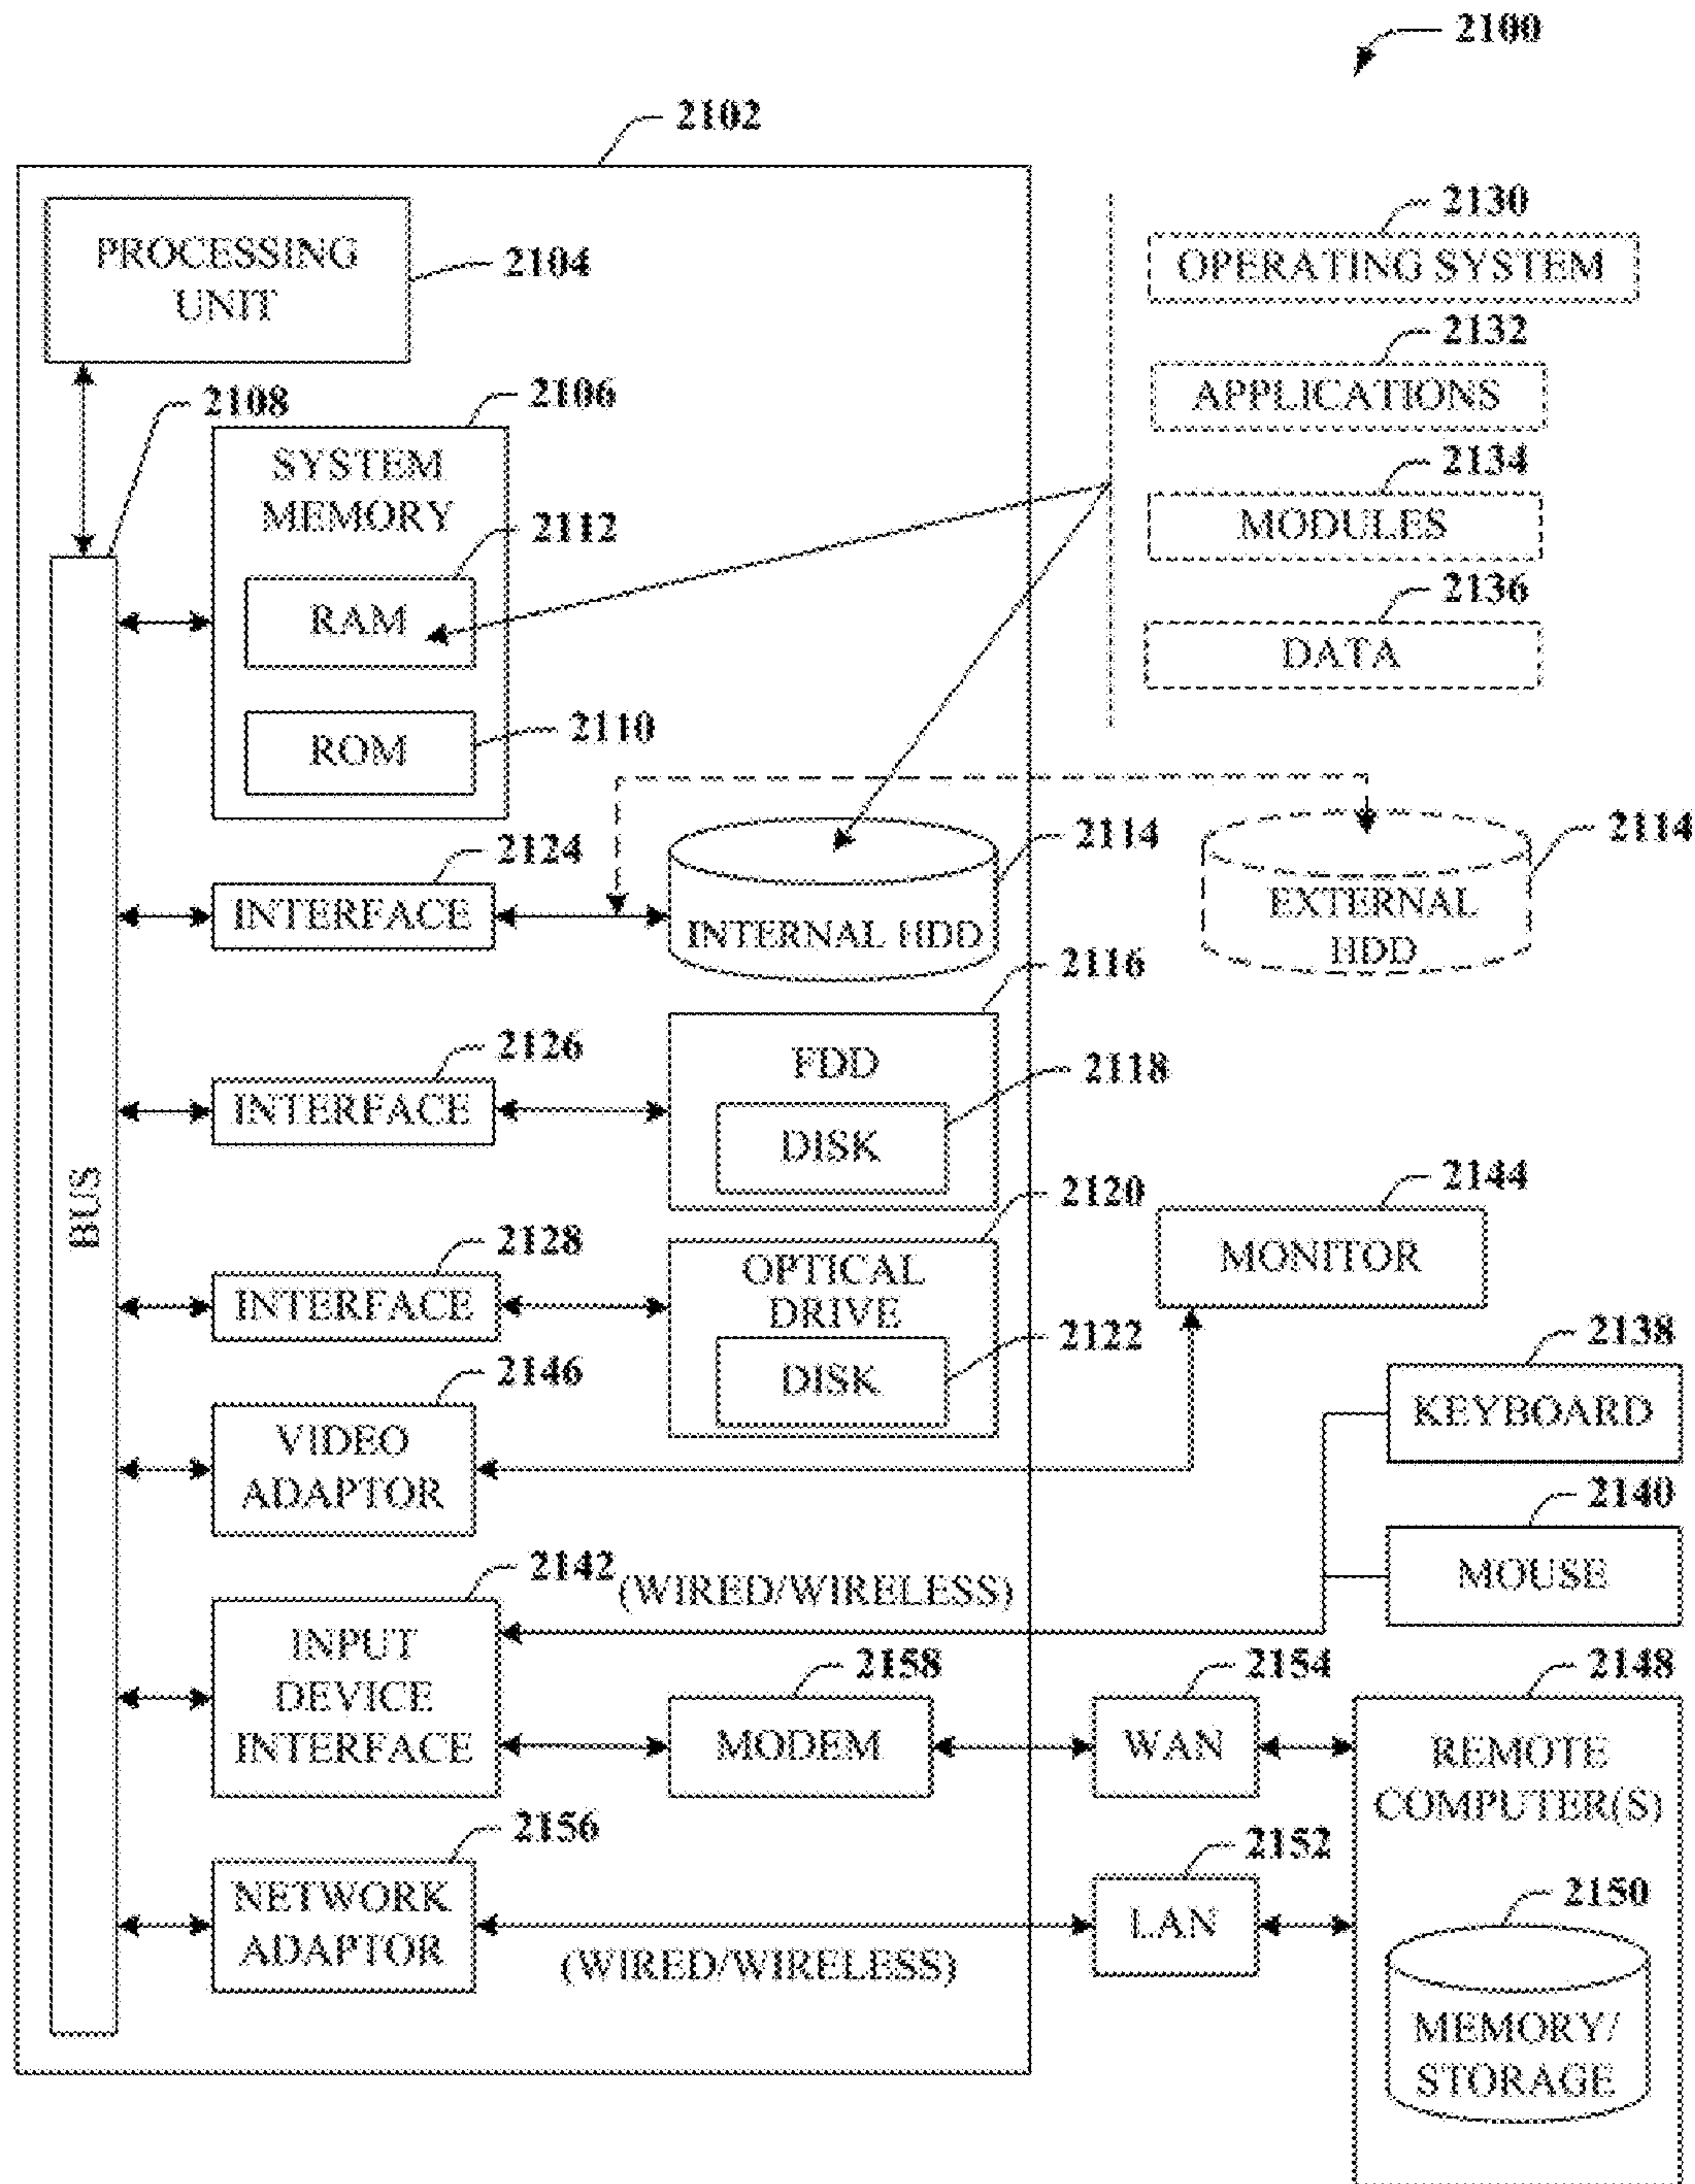 2100
2102
PROCESSING
UNIT
2104
2108
2106
SYSTEM
MEMORY
2112
RAM
2110
ROM
2130
OPERATING SYSTEM
2132
APPLICATIONS
2134
MODULES
2136
DATA
BUS
2124
INTERFACE
2114
INTERNAL HDD
2114
EXTERNAL
HDD
2126
INTERFACE
2116
FDD
2118
DISK
2128
INTERFACE
2120
OPTICAL
DRIVE
2122
DISK
2144
MONITOR
2146
VIDEO
ADAPTOR
2138
KEYBOARD
2140
MOUSE
2142
(WIRED/WIRELESS)
INPUT
DEVICE
INTERFACE
2158
MODEM
2154
WAN
2148
REMOTE
COMPUTER(S)
2156
NETWORK
ADAPTOR
(WIRED/WIRELESS)
2152
LAN
2150
MEMORY/
STORAGE